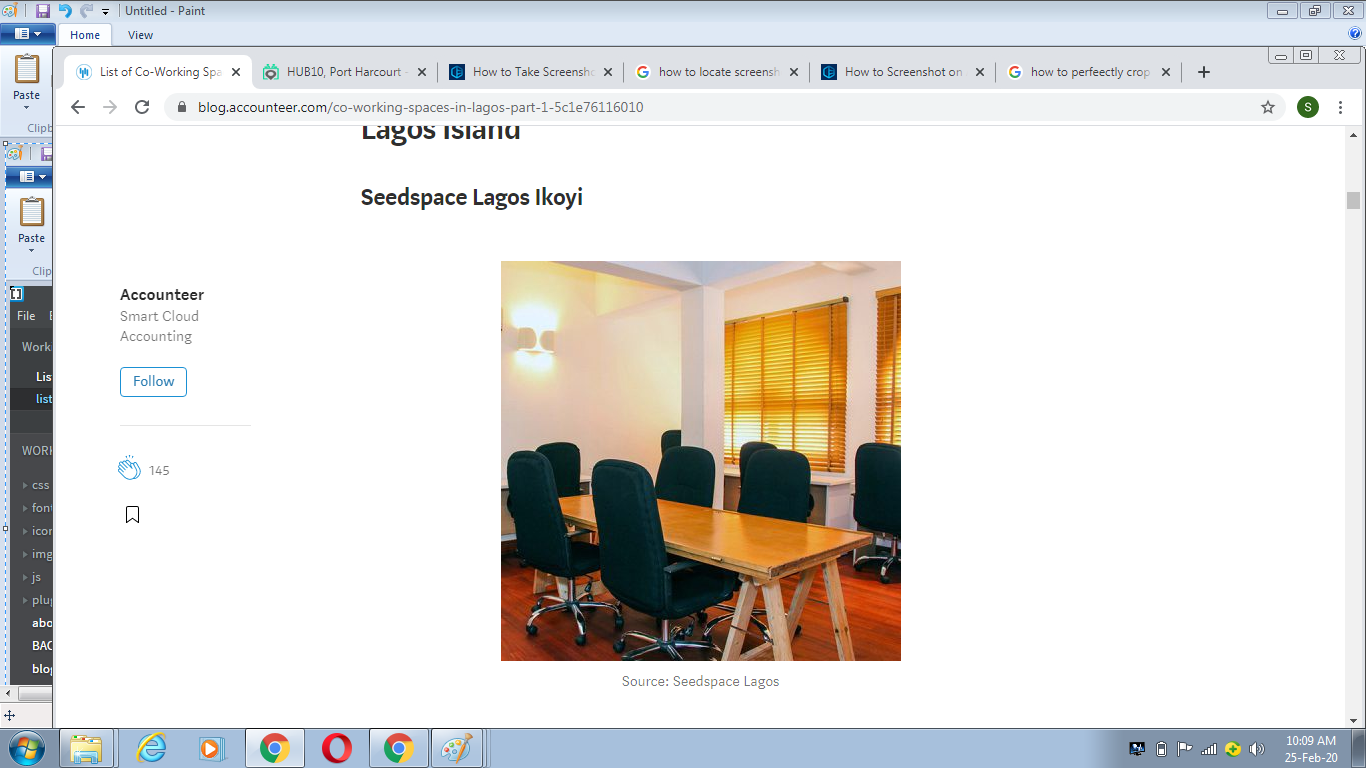 Untitled - Paint
Home
View
Paste
Clipb
List of Co-Working Spa
HUB10, Port Harcourt -
How to Take Screensho
how to locate screensh
How to Screenshot on
how to perfeectly crop
blog.accounteer.com/co-working-spaces-in-lagos-part-1-5c1e76116010
S
Lagos Island
Seedspace Lagos Ikoyi
Paste
Clip
Accounteer
Smart Cloud
Accounting
Follow
145
File
Work
List
list
WORK
css
font
icon
img
js
plug
abo
BAC
blog
Source: Seedspace Lagos
10:09 AM
25-Feb-20